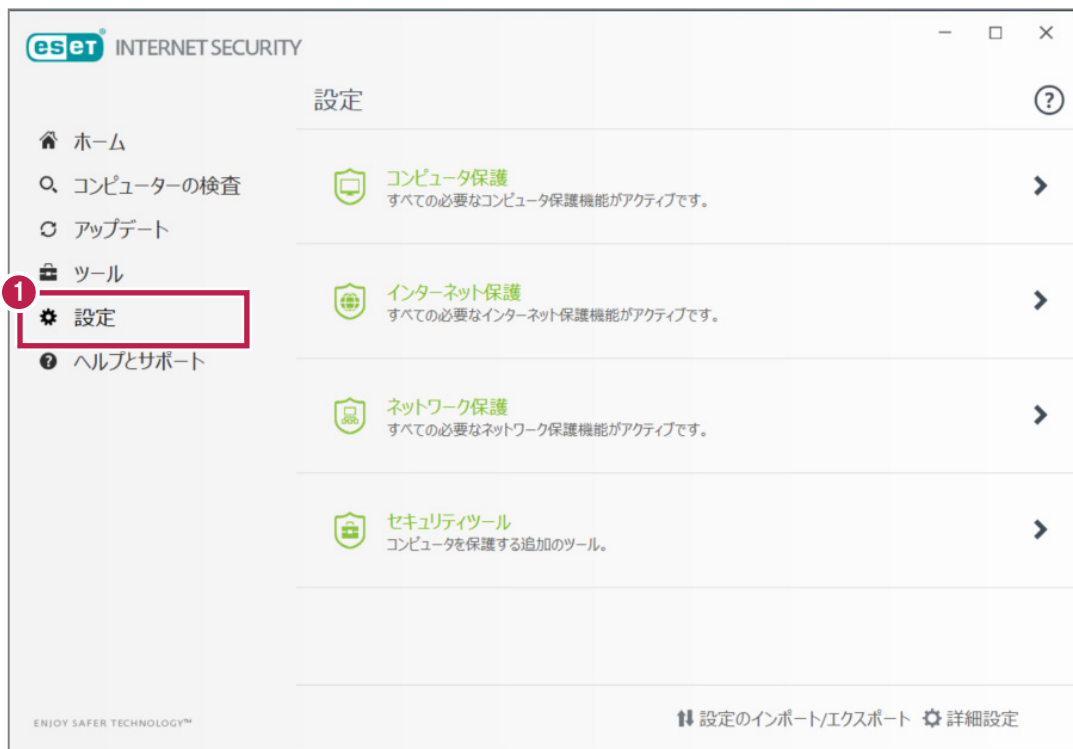 eset INTERNET SECURITY
設定
?
ホーム
コンピューターの検査
アップデート
ツール
1
設定
ヘルプとサポート
コンピュータ保護
すべての必要なコンピュータ保護機能がアクティブです。
インターネット保護
すべての必要なインターネット保護機能がアクティブです。
ネットワーク保護
すべての必要なネットワーク保護機能がアクティブです。
セキュリティツール
コンピュータを保護する追加のツール。
ENJOY SAFER TECHNOLOGY™
設定のインポート/エクスポート 詳細設定